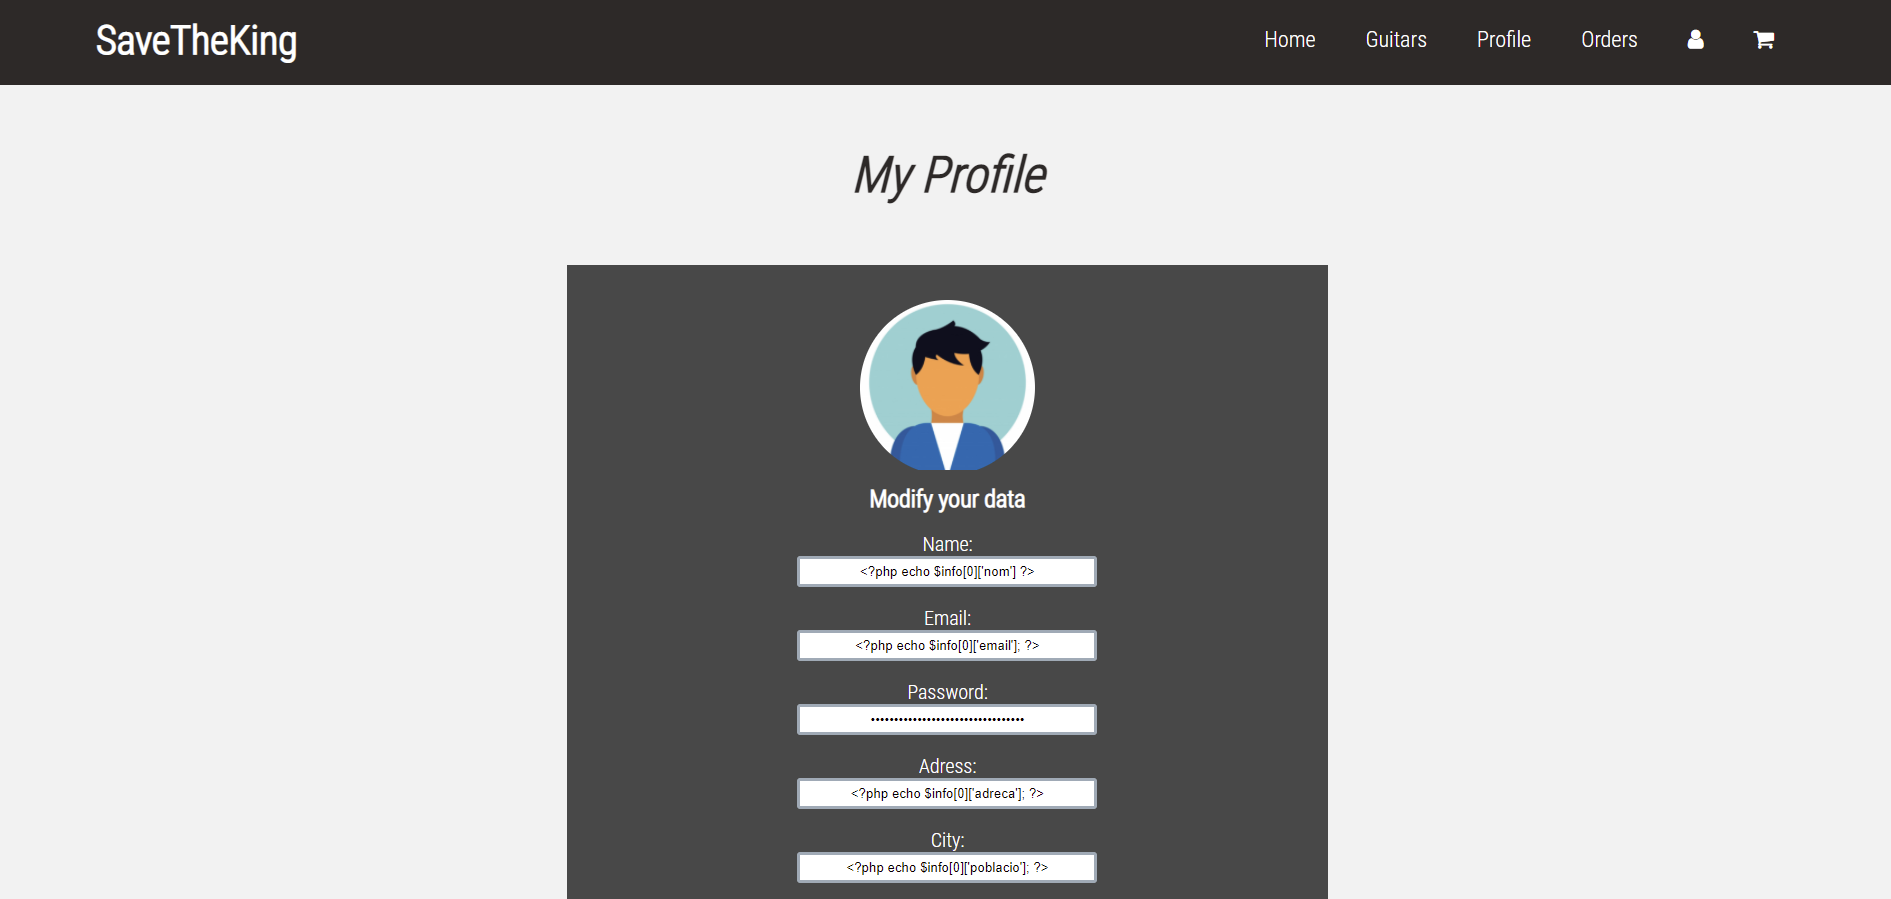 SaveTheKing
Home Guitars Profile Orders
My Profile
Modify your data
Name:
<?php echo $info[0]['nom'] ?>
Email:
<?php echo $info[0]['email']; ?>
Password:
•••••••••••••••••••••••••••••••••
Adress:
<?php echo $info[0]['adreca']; ?>
City:
<?php echo $info[0]['poblacio']; ?>